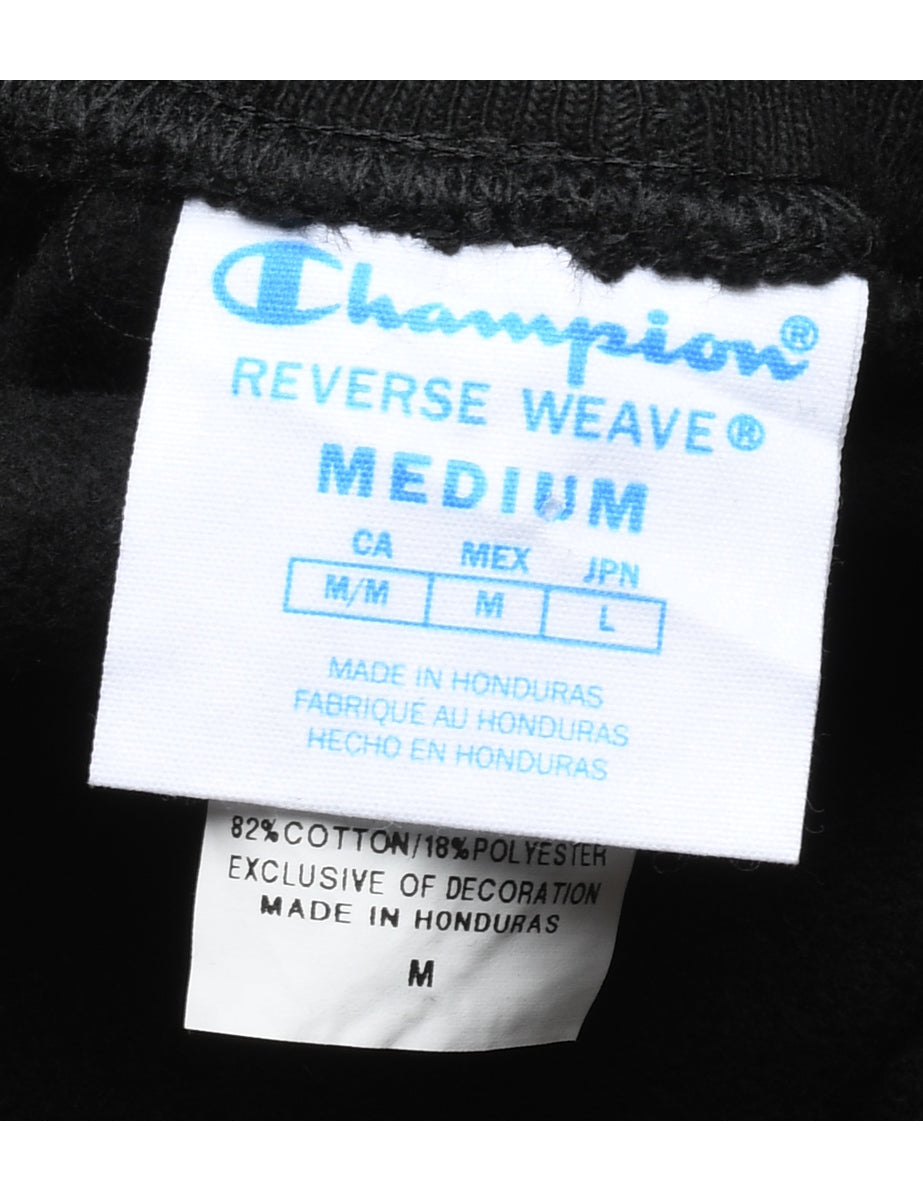 Champion®
REVERSE WEAVE®
MEDIUM
CA MEX JPN
M/M M L
MADE IN HONDURAS
FABRIQUÉ AU HONDURAS
HECHO EN HONDURAS
82%COTTON/18%POLYESTER
EXCLUSIVE OF DECORATION
MADE IN HONDURAS
M